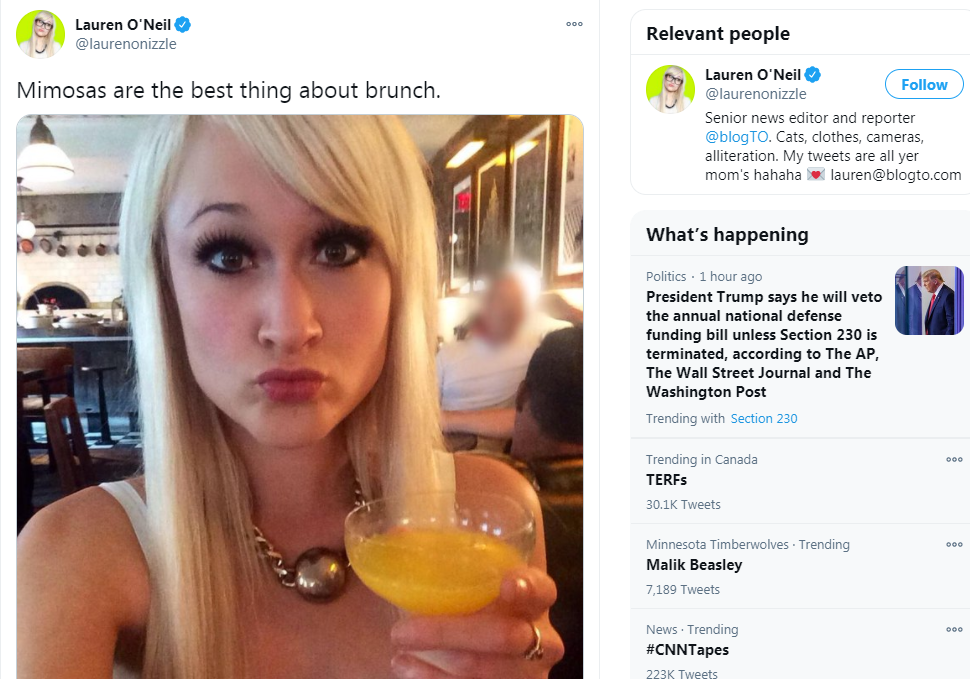 Lauren O'Neil
@laurenonizzle
Mimosas are the best thing about brunch.
Relevant people
Lauren O'Neil
@laurenonizzle
Follow
Senior news editor and reporter
@blogTO. Cats, clothes, cameras,
alliteration. My tweets are all yer
mom's hahaha 💌 lauren@blogto.com
What's happening
Politics · 1 hour ago
President Trump says he will veto
the annual national defense
funding bill unless Section 230 is
terminated, according to The AP,
The Wall Street Journal and The
Washington Post
Trending with Section 230
Trending in Canada
TERFs
30.1K Tweets
Minnesota Timberwolves · Trending
Malik Beasley
7,189 Tweets
News · Trending
#CNNTapes
223K Tweets